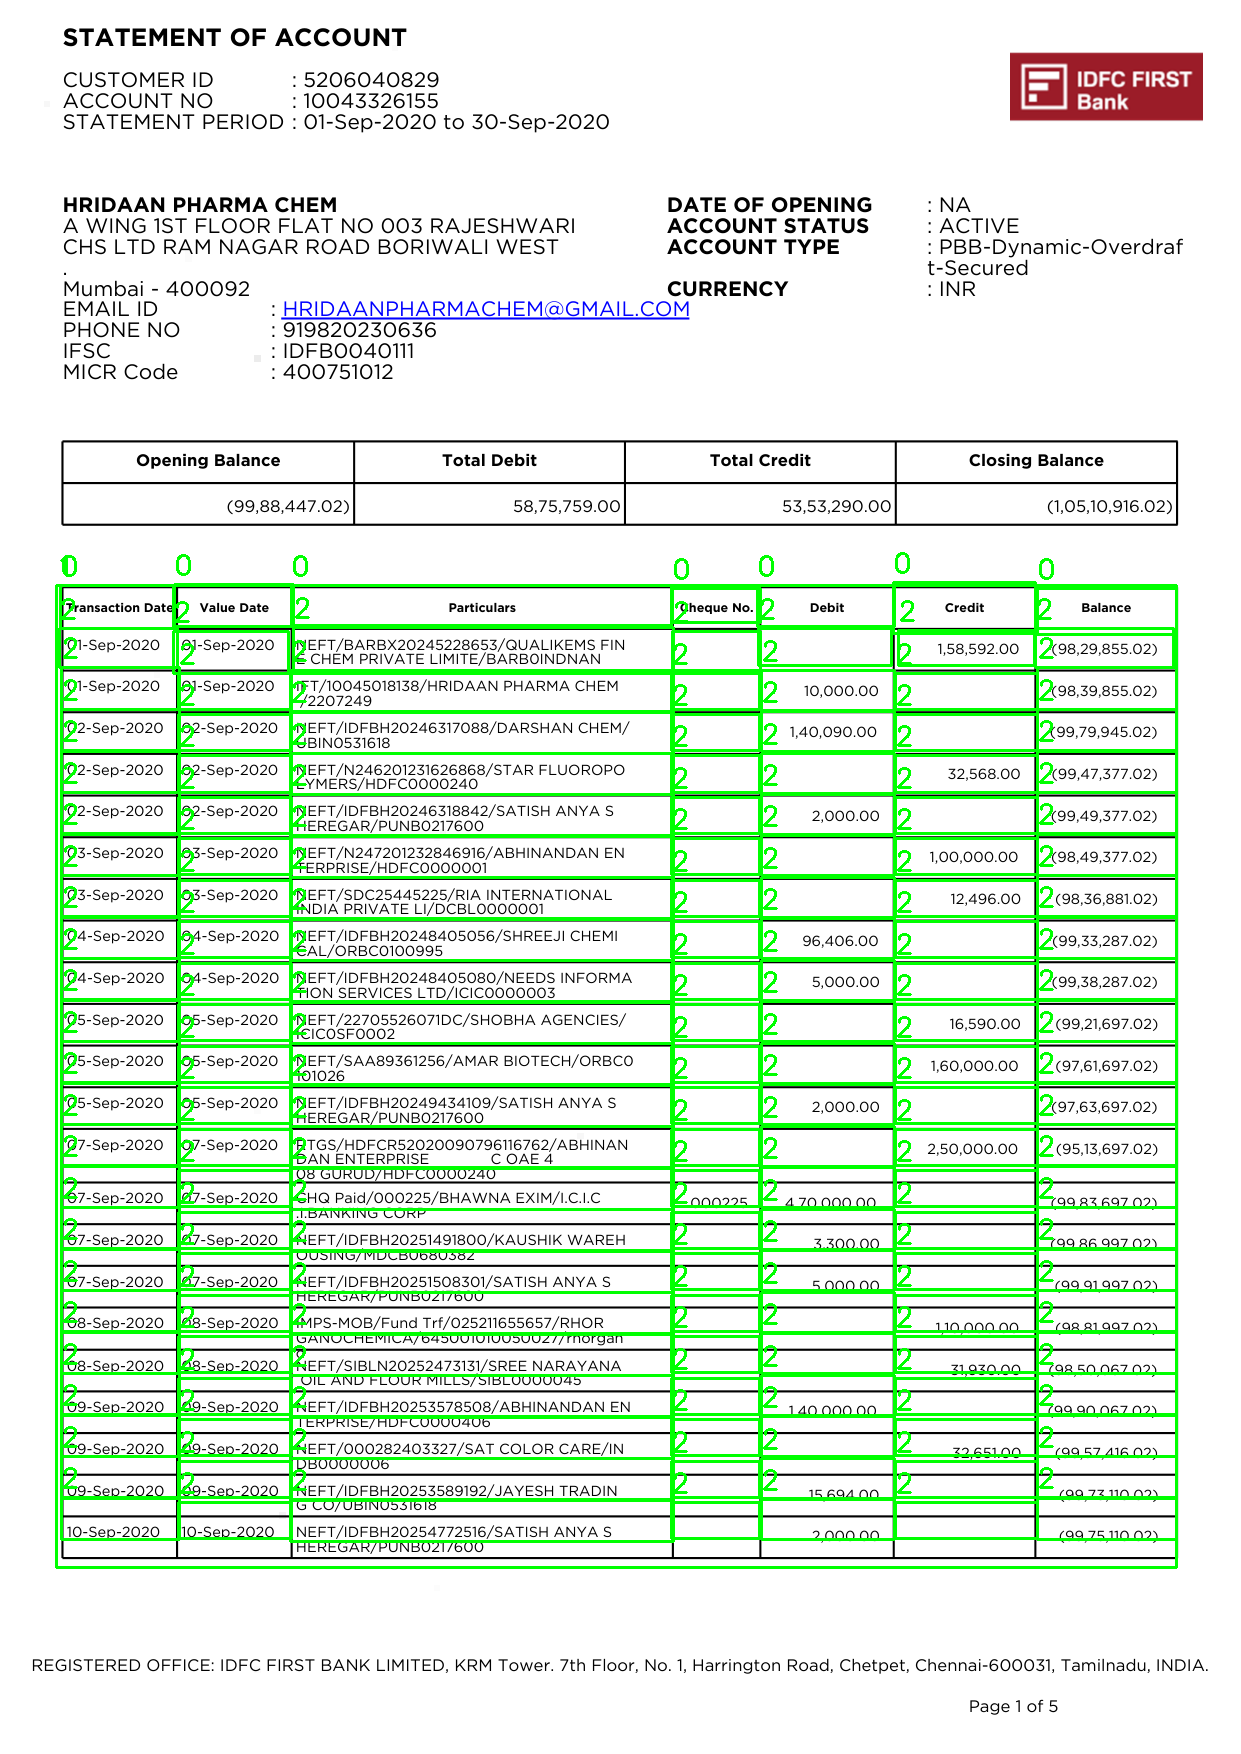 STATEMENT OF ACCOUNT
CUSTOMER ID : 5206040829
ACCOUNT NO : 10043326155
STATEMENT PERIOD : 01-Sep-2020 to 30-Sep-2020
IDFC FIRST
Bank
HRIDAAN PHARMA CHEM
A WING 1ST FLOOR FLAT NO 003 RAJESHWARI
CHS LTD RAM NAGAR ROAD BORIWALI WEST
.
Mumbai - 400092
EMAIL ID : HRIDAANPHARMACHEM@GMAIL.COM
PHONE NO : 919820230636
IFSC : IDFB0040111
MICR Code : 400751012
DATE OF OPENING : NA
ACCOUNT STATUS : ACTIVE
ACCOUNT TYPE : PBB-Dynamic-Overdraf
t-Secured
CURRENCY : INR
Opening Balance Total Debit Total Credit Closing Balance
(99,88,447.02) 58,75,759.00 53,53,290.00 (1,05,10,916.02)
Transaction Date Value Date Particulars Cheque No. Debit Credit Balance
01-Sep-2020 01-Sep-2020 NEFT/BARBX20245228653/QUALIKEMS FIN 1,58,592.00 (98,29,855.02)
E CHEM PRIVATE LIMITE/BARB0INDNAN
01-Sep-2020 01-Sep-2020 IFT/10045018138/HRIDAAN PHARMA CHEM 10,000.00 (98,39,855.02)
/2207249
02-Sep-2020 02-Sep-2020 NEFT/IDFBH20246317088/DARSHAN CHEM/ 1,40,090.00 (99,79,945.02)
UBIN0531618
02-Sep-2020 02-Sep-2020 NEFT/N246201231626868/STAR FLUOROPO 32,568.00 (99,47,377.02)
LYMERS/HDFC0000240
02-Sep-2020 02-Sep-2020 NEFT/IDFBH20246318842/SATISH ANYA S 2,000.00 (99,49,377.02)
HEREGAR/PUNB0217600
03-Sep-2020 03-Sep-2020 NEFT/N247201232846916/ABHINANDAN EN 1,00,000.00 (98,49,377.02)
TERPRISE/HDFC0000001
03-Sep-2020 03-Sep-2020 NEFT/SDC25445225/RIA INTERNATIONAL 12,496.00 (98,36,881.02)
INDIA PRIVATE LI/DCBL0000001
04-Sep-2020 04-Sep-2020 NEFT/IDFBH20248405056/SHREEJI CHEMI 96,406.00 (99,33,287.02)
CAL/ORBC0100995
04-Sep-2020 04-Sep-2020 NEFT/IDFBH20248405080/NEEDS INFORMA 5,000.00 (99,38,287.02)
TION SERVICES LTD/ICIC0000003
05-Sep-2020 05-Sep-2020 NEFT/22705526071DC/SHOBHA AGENCIES/ 16,590.00 (99,21,697.02)
ICIC0SF0002
05-Sep-2020 05-Sep-2020 NEFT/SAA89361256/AMAR BIOTECH/ORBC0 1,60,000.00 (97,61,697.02)
101026
05-Sep-2020 05-Sep-2020 NEFT/IDFBH20249434109/SATISH ANYA S 2,000.00 (97,63,697.02)
HEREGAR/PUNB0217600
07-Sep-2020 07-Sep-2020 RTGS/HDFCR52020090796116762/ABHINAN 2,50,000.00 (95,13,697.02)
DAN ENTERPRISE C OAE 4
08 GURUD/HDFC0000240
07-Sep-2020 07-Sep-2020 CHQ Paid/000225/BHAWNA EXIM/I.C.I.C 000225 4,70,000.00 (99,83,697.02)
.I.BANKING CORP
07-Sep-2020 07-Sep-2020 NEFT/IDFBH20251491800/KAUSHIK WAREH 3,300.00 (99,86,997.02)
OUSING/MDCB0680382
07-Sep-2020 07-Sep-2020 NEFT/IDFBH20251508301/SATISH ANYA S 5,000.00 (99,91,997.02)
HEREGAR/PUNB0217600
08-Sep-2020 08-Sep-2020 IMPS-MOB/Fund Trf/025211655657/RHOR 1,10,000.00 (98,81,997.02)
GANOCHEMICA/645001010050027/rhorgan
08-Sep-2020 08-Sep-2020 NEFT/SIBLN20252473131/SREE NARAYANA 31,930.00 (98,50,067.02)
OIL AND FLOUR MILLS/SIBL0000045
09-Sep-2020 09-Sep-2020 NEFT/IDFBH20253578508/ABHINANDAN EN 1,40,000.00 (99,90,067.02)
TERPRISE/HDFC0000406
09-Sep-2020 09-Sep-2020 NEFT/000282403327/SAT COLOR CARE/IN 32,651.00 (99,57,416.02)
DB0000006
09-Sep-2020 09-Sep-2020 NEFT/IDFBH20253589192/JAYESH TRADIN 15,694.00 (99,73,110.02)
G CO/UBIN0531618
10-Sep-2020 10-Sep-2020 NEFT/IDFBH20254772516/SATISH ANYA S 2,000.00 (99,75,110.02)
HEREGAR/PUNB0217600
REGISTERED OFFICE: IDFC FIRST BANK LIMITED, KRM Tower. 7th Floor, No. 1, Harrington Road, Chetpet, Chennai-600031, Tamilnadu, INDIA.
Page 1 of 5